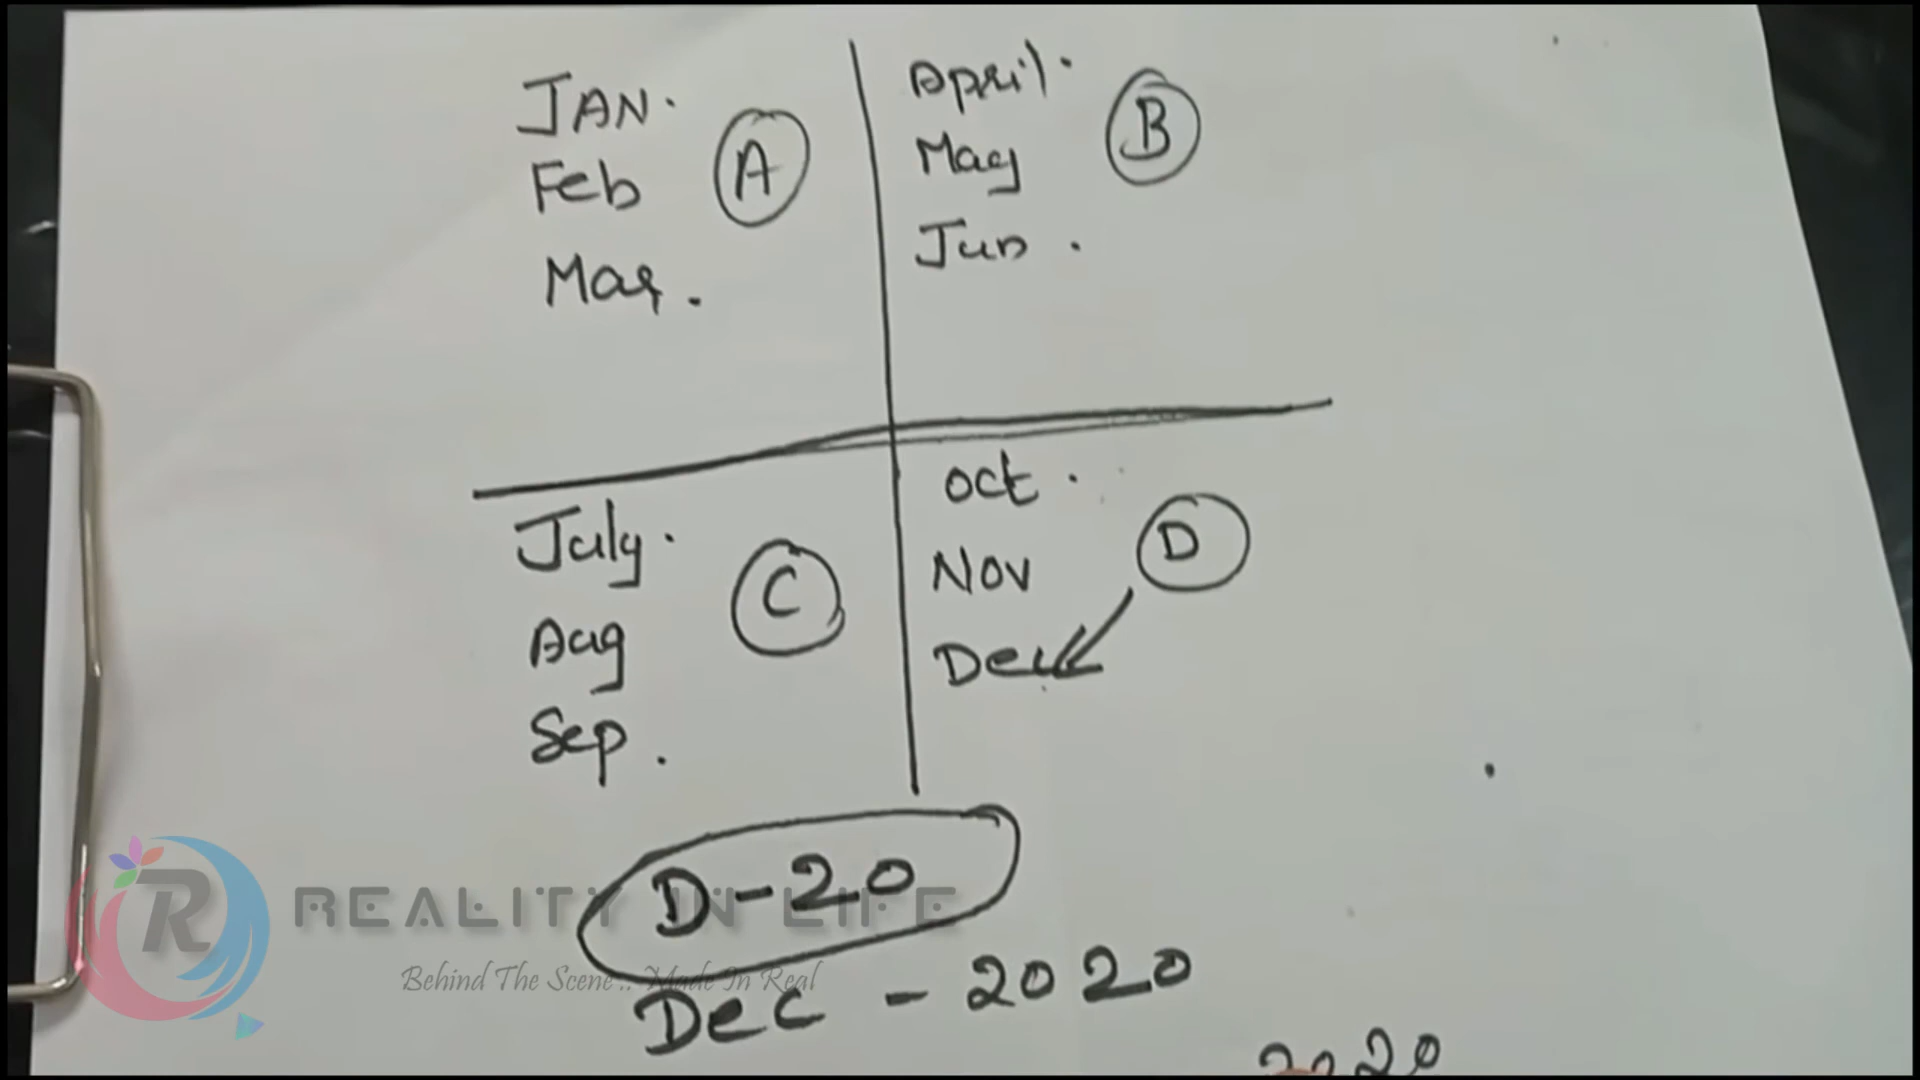 JAN.
Feb
Mar.
A
April.
May
Jun.
B
July.
Aug
Sep.
C
Oct.
Nov
Dec
D
D-20
REALITY IN LIFE
Behind The Scene.. Made In Real
Dec - 2020
2020